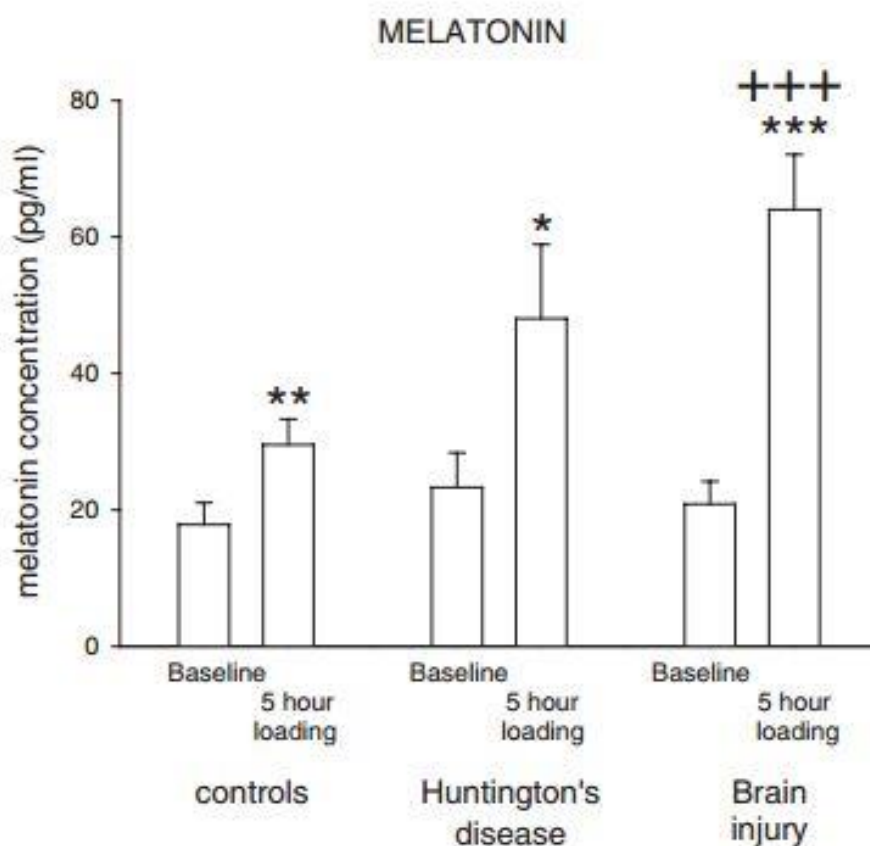 MELATONIN
melatonin concentration (pg/ml)
80
60
40
20
0
**
*
+++
***
Baseline
5 hour
loading
Baseline
5 hour
loading
Baseline
5 hour
loading
controls
Huntington's
disease
Brain
injury